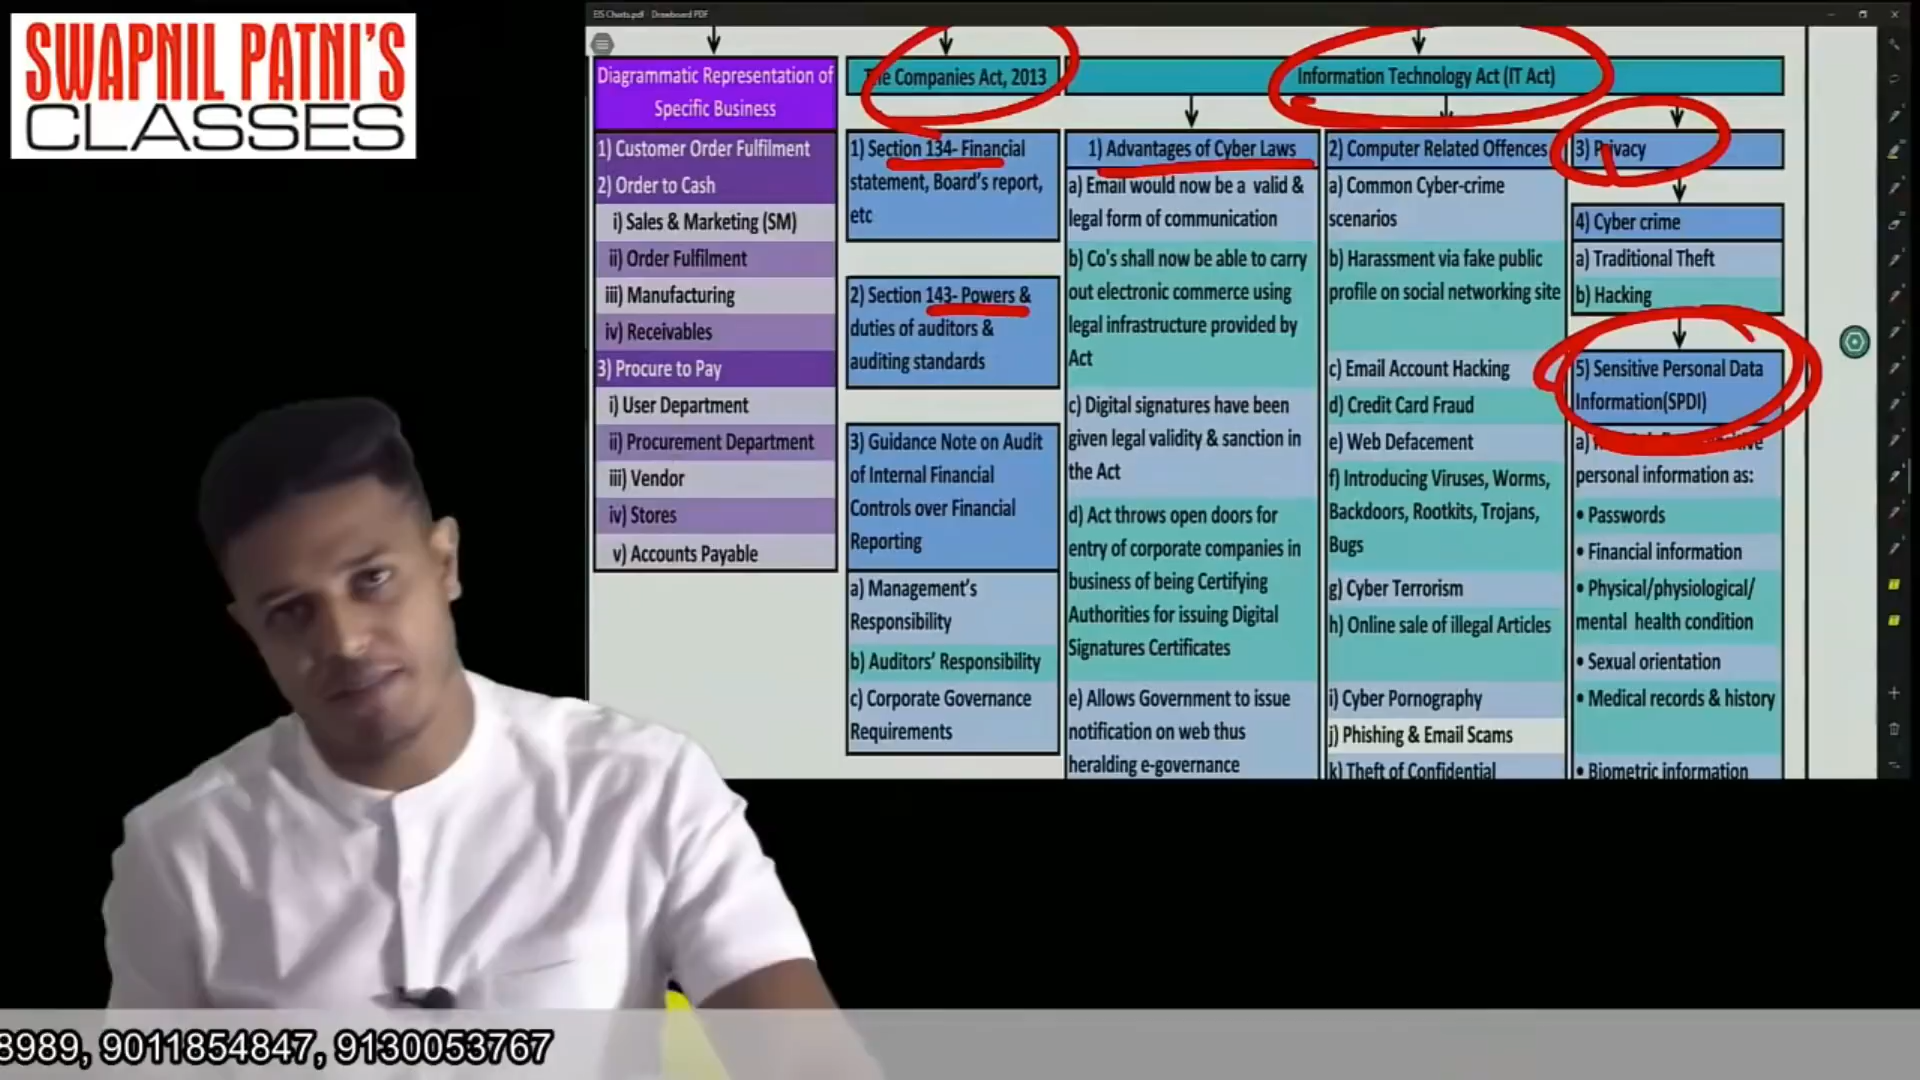 SWAPNIL PATNI'S
CLASSES
EIS Charts.pdf - Drawboard PDF
Diagrammatic Representation of
Specific Business
1) Customer Order Fulfilment
2) Order to Cash
i) Sales & Marketing (SM)
ii) Order Fulfilment
iii) Manufacturing
iv) Receivables
3) Procure to Pay
i) User Department
ii) Procurement Department
iii) Vendor
iv) Stores
v) Accounts Payable
The Companies Act, 2013
1) Section 134- Financial
statement, Board's report,
etc
2) Section 143- Powers &
duties of auditors &
auditing standards
3) Guidance Note on Audit
of Internal Financial
Controls over Financial
Reporting
a) Management's
Responsibility
b) Auditors' Responsibility
c) Corporate Governance
Requirements
Information Technology Act (IT Act)
1) Advantages of Cyber Laws
a) Email would now be a valid &
legal form of communication
b) Co's shall now be able to carry
out electronic commerce using
legal infrastructure provided by
Act
c) Digital signatures have been
given legal validity & sanction in
the Act
d) Act throws open doors for
entry of corporate companies in
business of being Certifying
Authorities for issuing Digital
Signatures Certificates
e) Allows Government to issue
notification on web thus
heralding e-governance
2) Computer Related Offences
a) Common Cyber-crime
scenarios
b) Harassment via fake public
profile on social networking site
c) Email Account Hacking
d) Credit Card Fraud
e) Web Defacement
f) Introducing Viruses, Worms,
Backdoors, Rootkits, Trojans,
Bugs
g) Cyber Terrorism
h) Online sale of illegal Articles
i) Cyber Pornography
j) Phishing & Email Scams
k) Theft of Confidential
3) Privacy
4) Cyber crime
a) Traditional Theft
b) Hacking
5) Sensitive Personal Data
Information(SPDI)
a)
personal information as:
• Passwords
• Financial information
• Physical/physiological/
mental health condition
• Sexual orientation
• Medical records & history
• Biometric information
8989, 9011854847, 9130053767